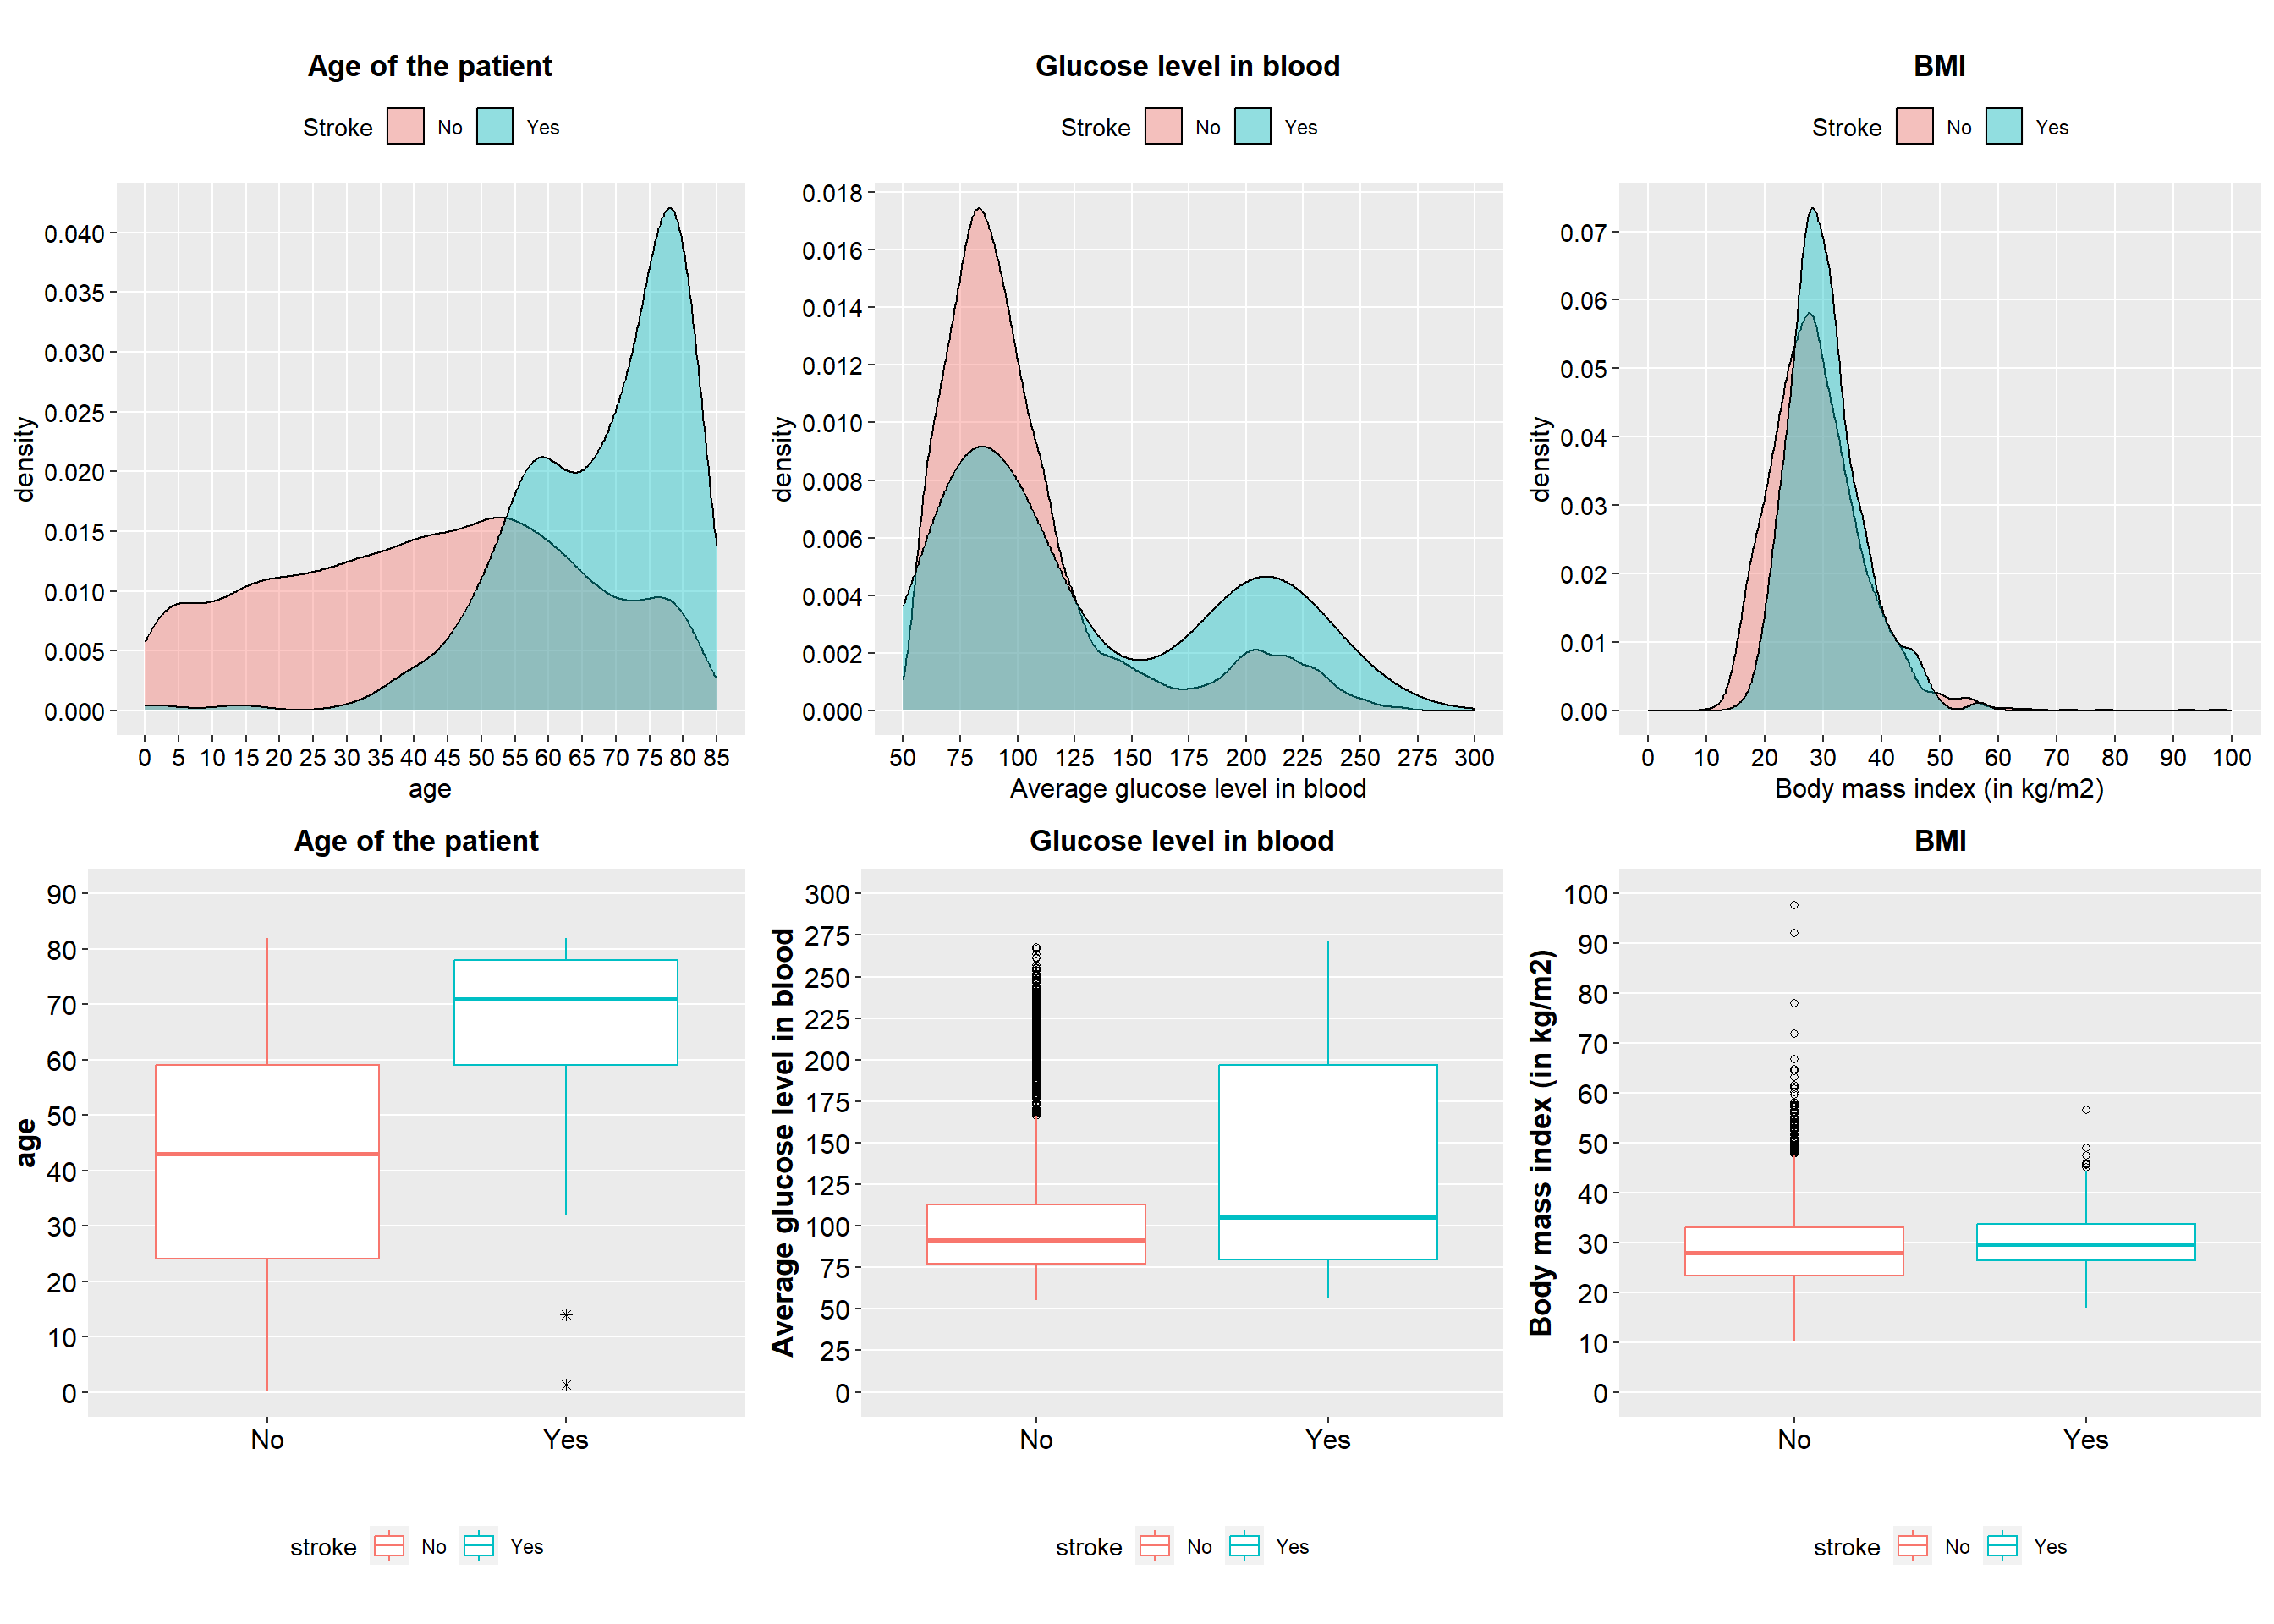 Age of the patient
Stroke No Yes
density
0.040
0.035
0.030
0.025
0.020
0.015
0.010
0.005
0.000
0 5 10 15 20 25 30 35 40 45 50 55 60 65 70 75 80 85
age
Glucose level in blood
Stroke No Yes
density
0.018
0.016
0.014
0.012
0.010
0.008
0.006
0.004
0.002
0.000
50 75 100 125 150 175 200 225 250 275 300
Average glucose level in blood
BMI
Stroke No Yes
density
0.07
0.06
0.05
0.04
0.03
0.02
0.01
0.00
0 10 20 30 40 50 60 70 80 90 100
Body mass index (in kg/m2)
Age of the patient
age
90
80
70
60
50
40
30
20
10
0
No Yes
stroke No Yes
Glucose level in blood
Average glucose level in blood
300
275
250
225
200
175
150
125
100
75
50
25
0
No Yes
stroke No Yes
BMI
Body mass index (in kg/m2)
100
90
80
70
60
50
40
30
20
10
0
No Yes
stroke No Yes